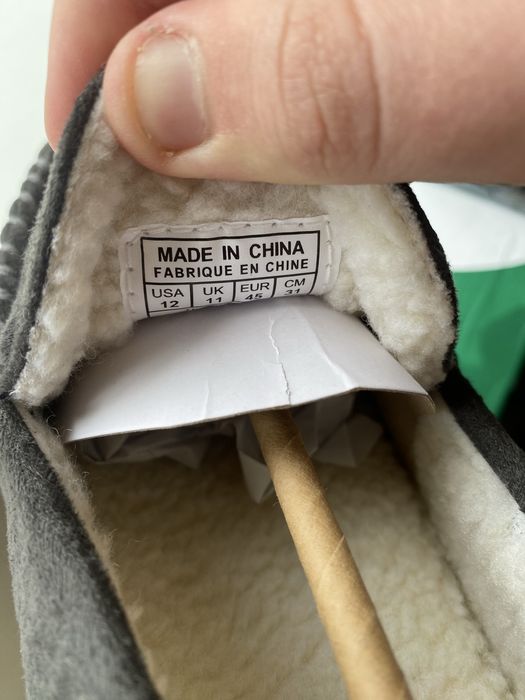 MADE IN CHINA
FABRIQUE EN CHINE
USA UK EUR CM
12 11 45 31